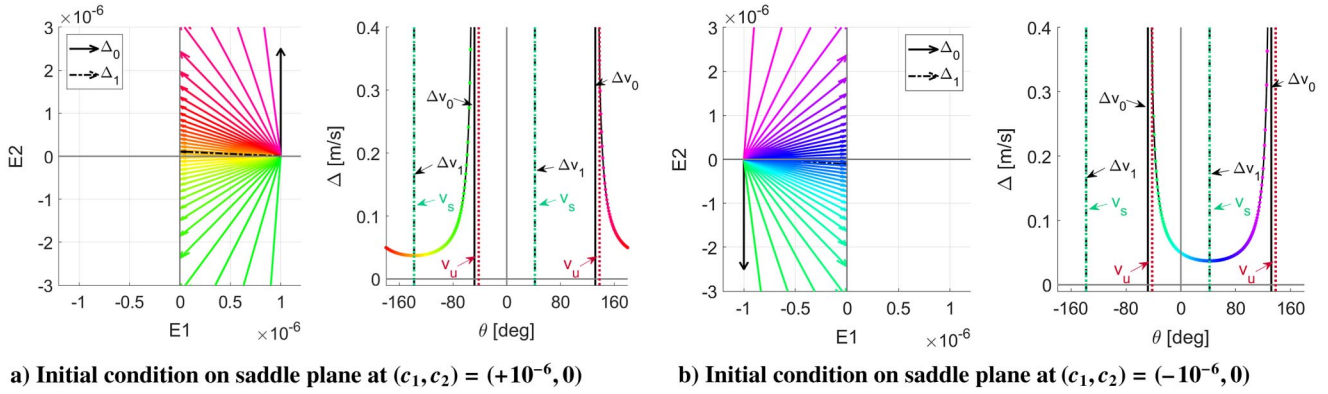 ×10⁻⁶
3
2
1
0
-1
-2
-3
E2
Δ₀
Δ₁
-1
-0.5
0
0.5
1
E1
×10⁻⁶
0.4
0.3
0.2
0.1
0
Δ [m/s]
Δv₀
Δv₀
Δv₁
Δv₁
vₛ
vₛ
vᵤ
vᵤ
-160
-80
0
80
160
θ [deg]
a) Initial condition on saddle plane at (c₁, c₂) = (+10⁻⁶, 0)
×10⁻⁶
3
2
1
0
-1
-2
-3
E2
Δ₀
Δ₁
-1
-0.5
0
0.5
1
E1
×10⁻⁶
0.4
0.3
0.2
0.1
0
Δ [m/s]
Δv₀
Δv₀
Δv₁
Δv₁
vₛ
vₛ
vᵤ
vᵤ
-160
-80
0
80
160
θ [deg]
b) Initial condition on saddle plane at (c₁, c₂) = (−10⁻⁶, 0)